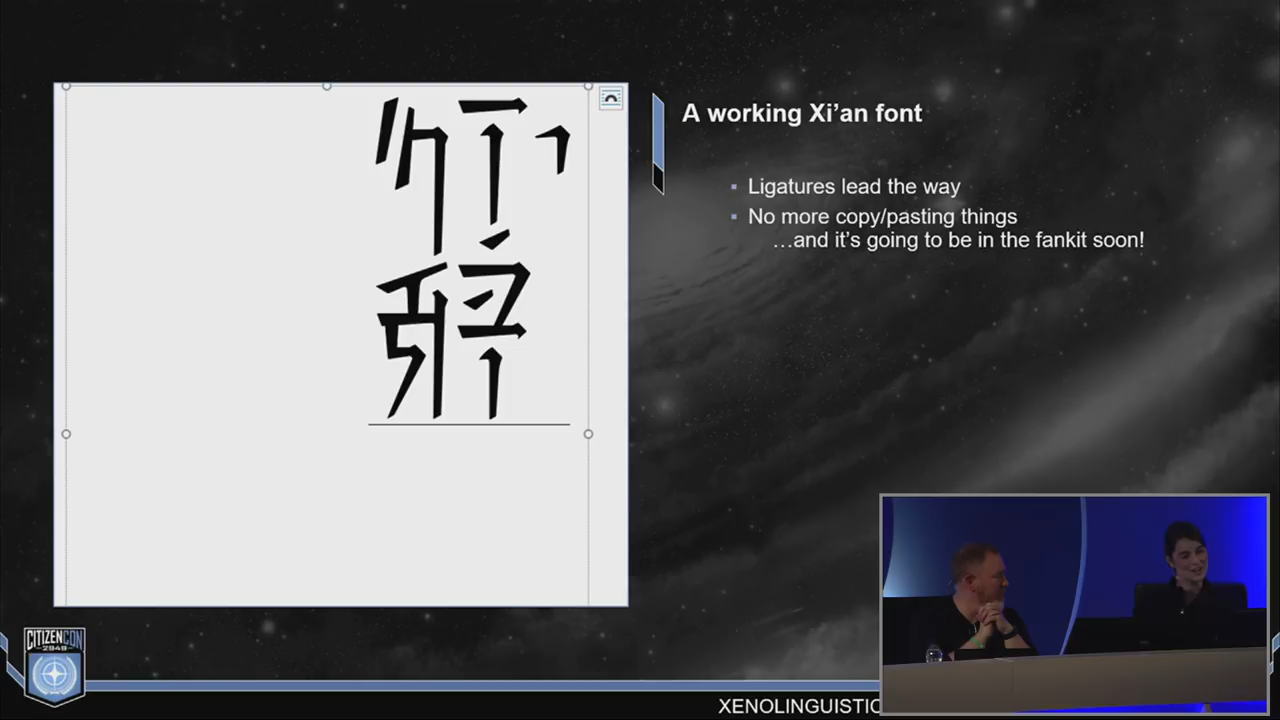 A working Xi’an font
▪ Ligatures lead the way
▪ No more copy/pasting things
…and it’s going to be in the fankit soon!
CITIZENCON
2949
XENOLINGUISTIC